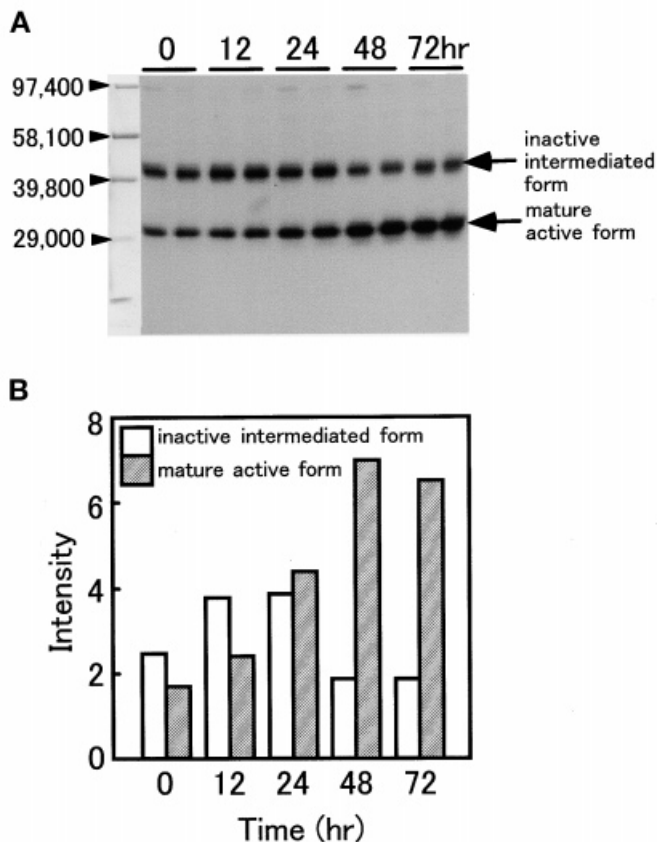 A
0 12 24 48 72hr
97,400
58,100
39,800
29,000
inactive
intermediated
form
mature
active form
B
8
6
4
2
0
Intensity
inactive intermediated form
mature active form
0 12 24 48 72
Time (hr)